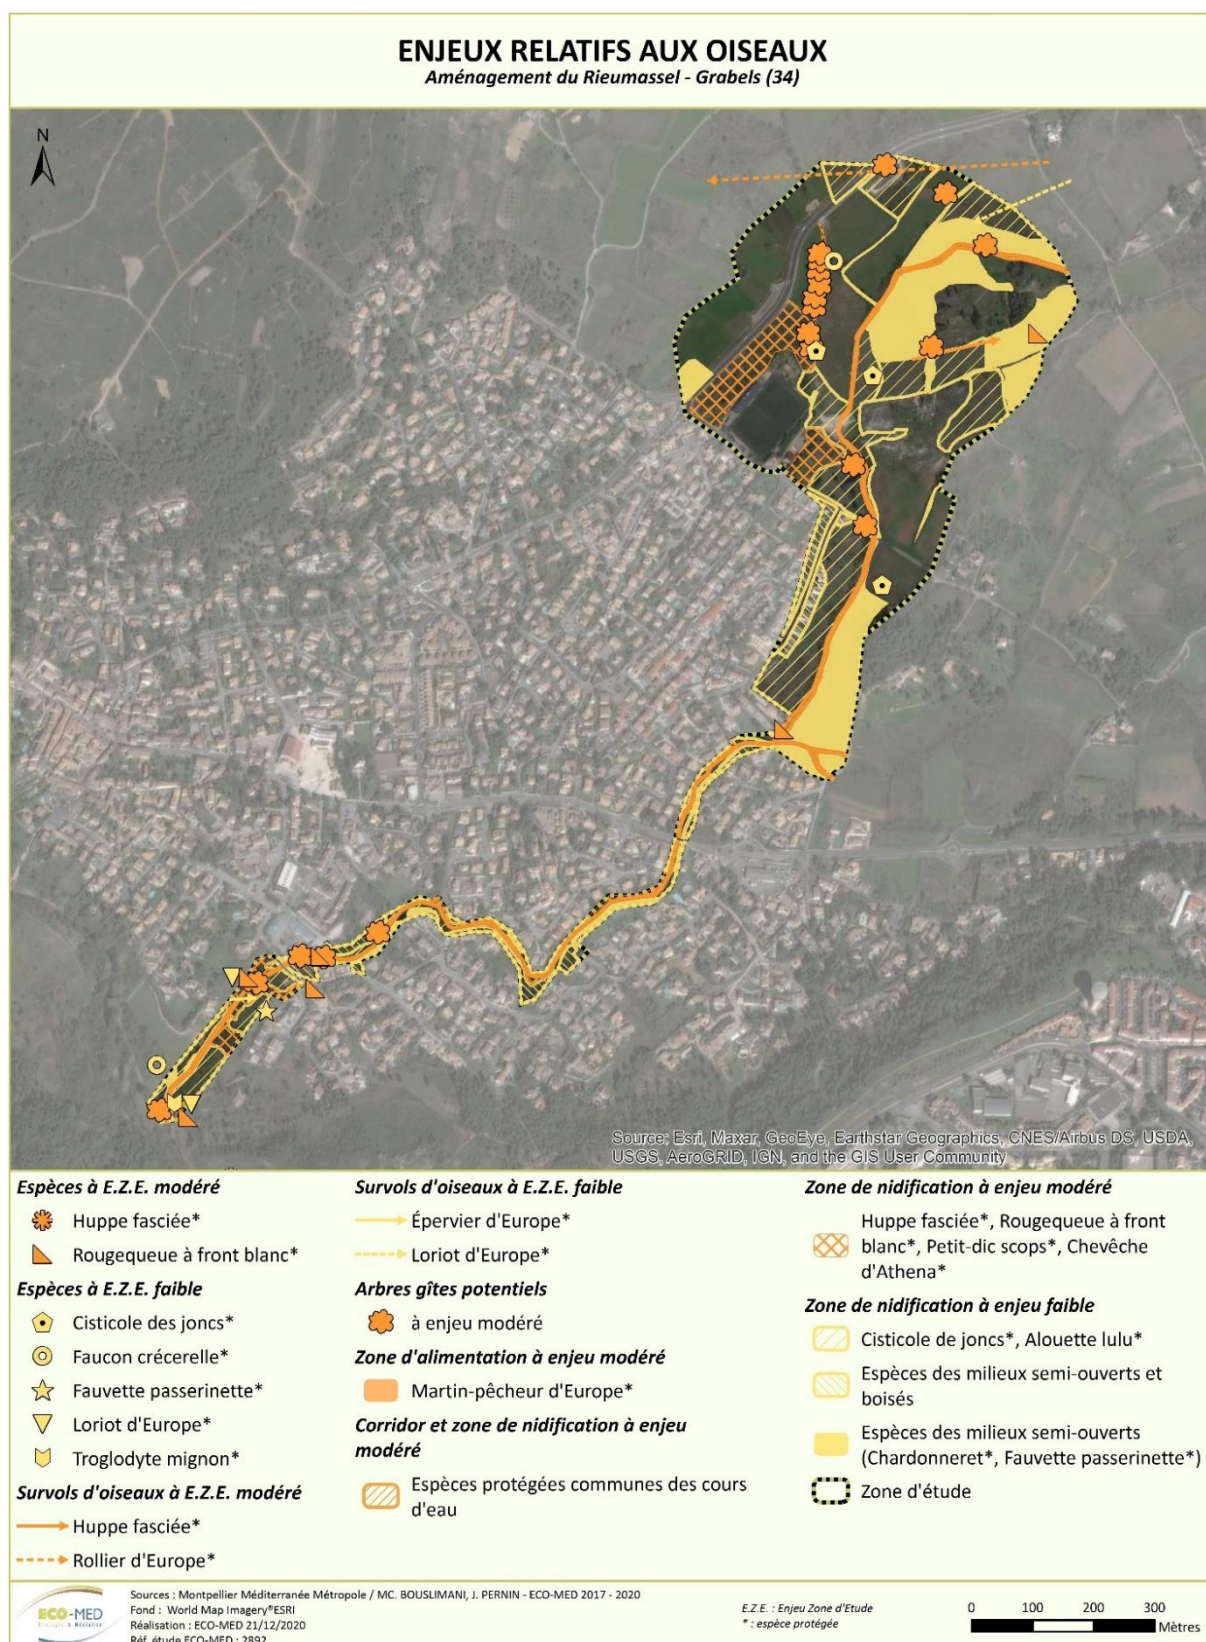 ENJEUX RELATIFS AUX OISEAUX
Aménagement du Rieumassel - Grabels (34)
N
Source: Esri, Maxar, GeoEye, Earthstar Geographics, CNES/Airbus DS, USDA,
USGS, AeroGRID, IGN, and the GIS User Community
Espèces à E.Z.E. modéré
Huppe fasciée*
Rougequeue à front blanc*
Espèces à E.Z.E. faible
Cisticole des joncs*
Faucon crécerelle*
Fauvette passerinette*
Loriot d'Europe*
Troglodyte mignon*
Survols d'oiseaux à E.Z.E. modéré
Huppe fasciée*
Rollier d'Europe*
Survols d'oiseaux à E.Z.E. faible
Épervier d'Europe*
Loriot d'Europe*
Arbres gîtes potentiels
à enjeu modéré
Zone d'alimentation à enjeu modéré
Martin-pêcheur d'Europe*
Corridor et zone de nidification à enjeu
modéré
Espèces protégées communes des cours
d'eau
Zone de nidification à enjeu modéré
Huppe fasciée*, Rougequeue à front
blanc*, Petit-dic scops*, Chevêche
d'Athena*
Zone de nidification à enjeu faible
Cisticole de joncs*, Alouette lulu*
Espèces des milieux semi-ouverts et
boisés
Espèces des milieux semi-ouverts
(Chardonneret*, Fauvette passerinette*)
Zone d'étude
ECO-MED
Sources : Montpellier Méditerranée Métropole / MC. BOUSLIMANI, J. PERNIN - ECO-MED 2017 - 2020
Fond : World Map Imagery®ESRI
Réalisation : ECO-MED 21/12/2020
Réf. étude ECO-MED : 2892
E.Z.E. : Enjeu Zone d'Etude
* : espèce protégée
0 100 200 300
Mètres